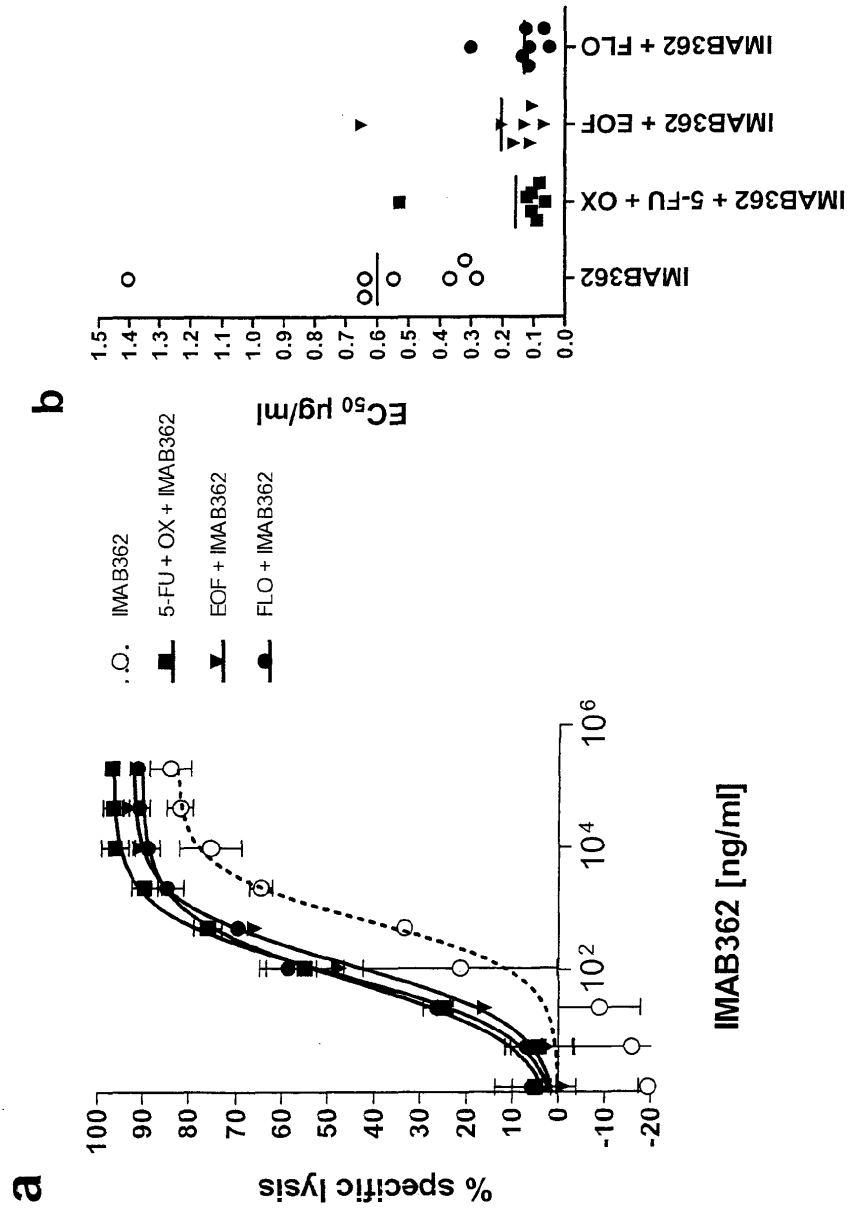 a
% specific lysis
100
90
80
70
60
50
40
30
20
10
0
-10
-20
10²
10⁴
10⁶
IMAB362 [ng/ml]
IMAB362
5-FU + OX + IMAB362
EOF + IMAB362
FLO + IMAB362
b
EC₅₀ µg/ml
1.5
1.4
1.3
1.2
1.1
1.0
0.9
0.8
0.7
0.6
0.5
0.4
0.3
0.2
0.1
0.0
IMAB362
IMAB362 + 5-FU + OX
IMAB362 + EOF
IMAB362 + FLO